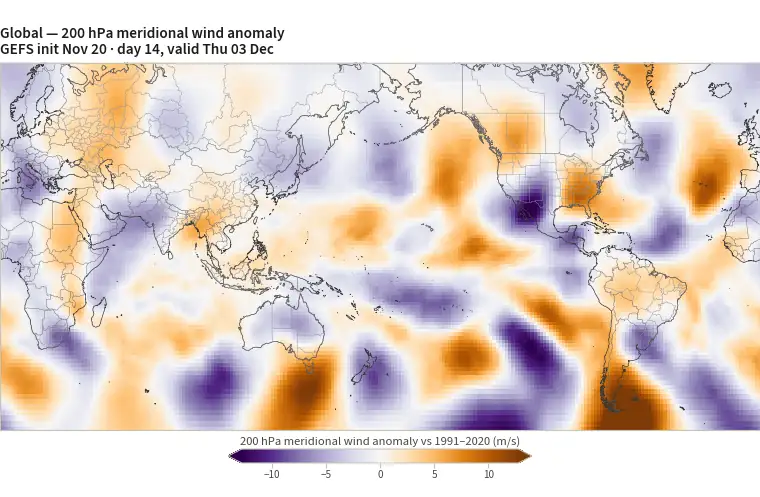 Global — 200 hPa meridional wind anomaly
GEFS init Nov 20 · day 14, valid Thu 03 Dec
200 hPa meridional wind anomaly vs 1991–2020 (m/s)
−10 −5 0 5 10